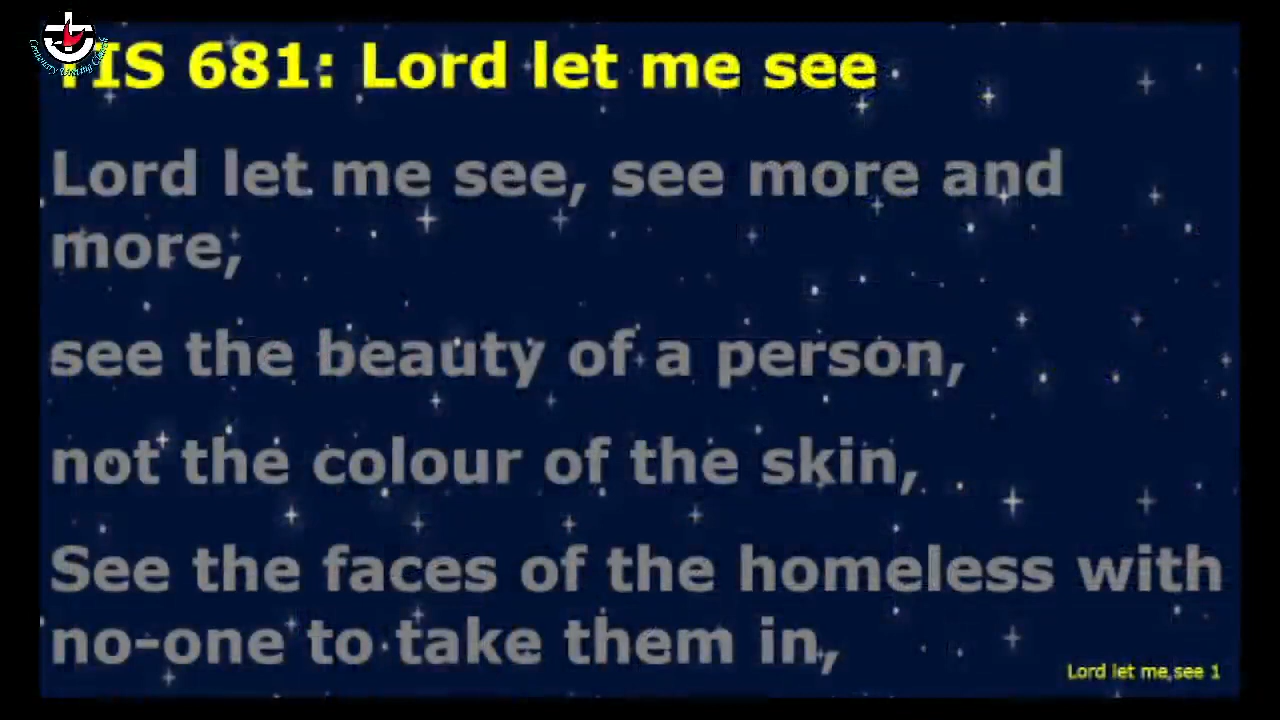 TIS 681: Lord let me see
Lord let me see, see more and
more,
see the beauty of a person,
not the colour of the skin,
See the faces of the homeless with
no-one to take them in,
Lord let me see 1